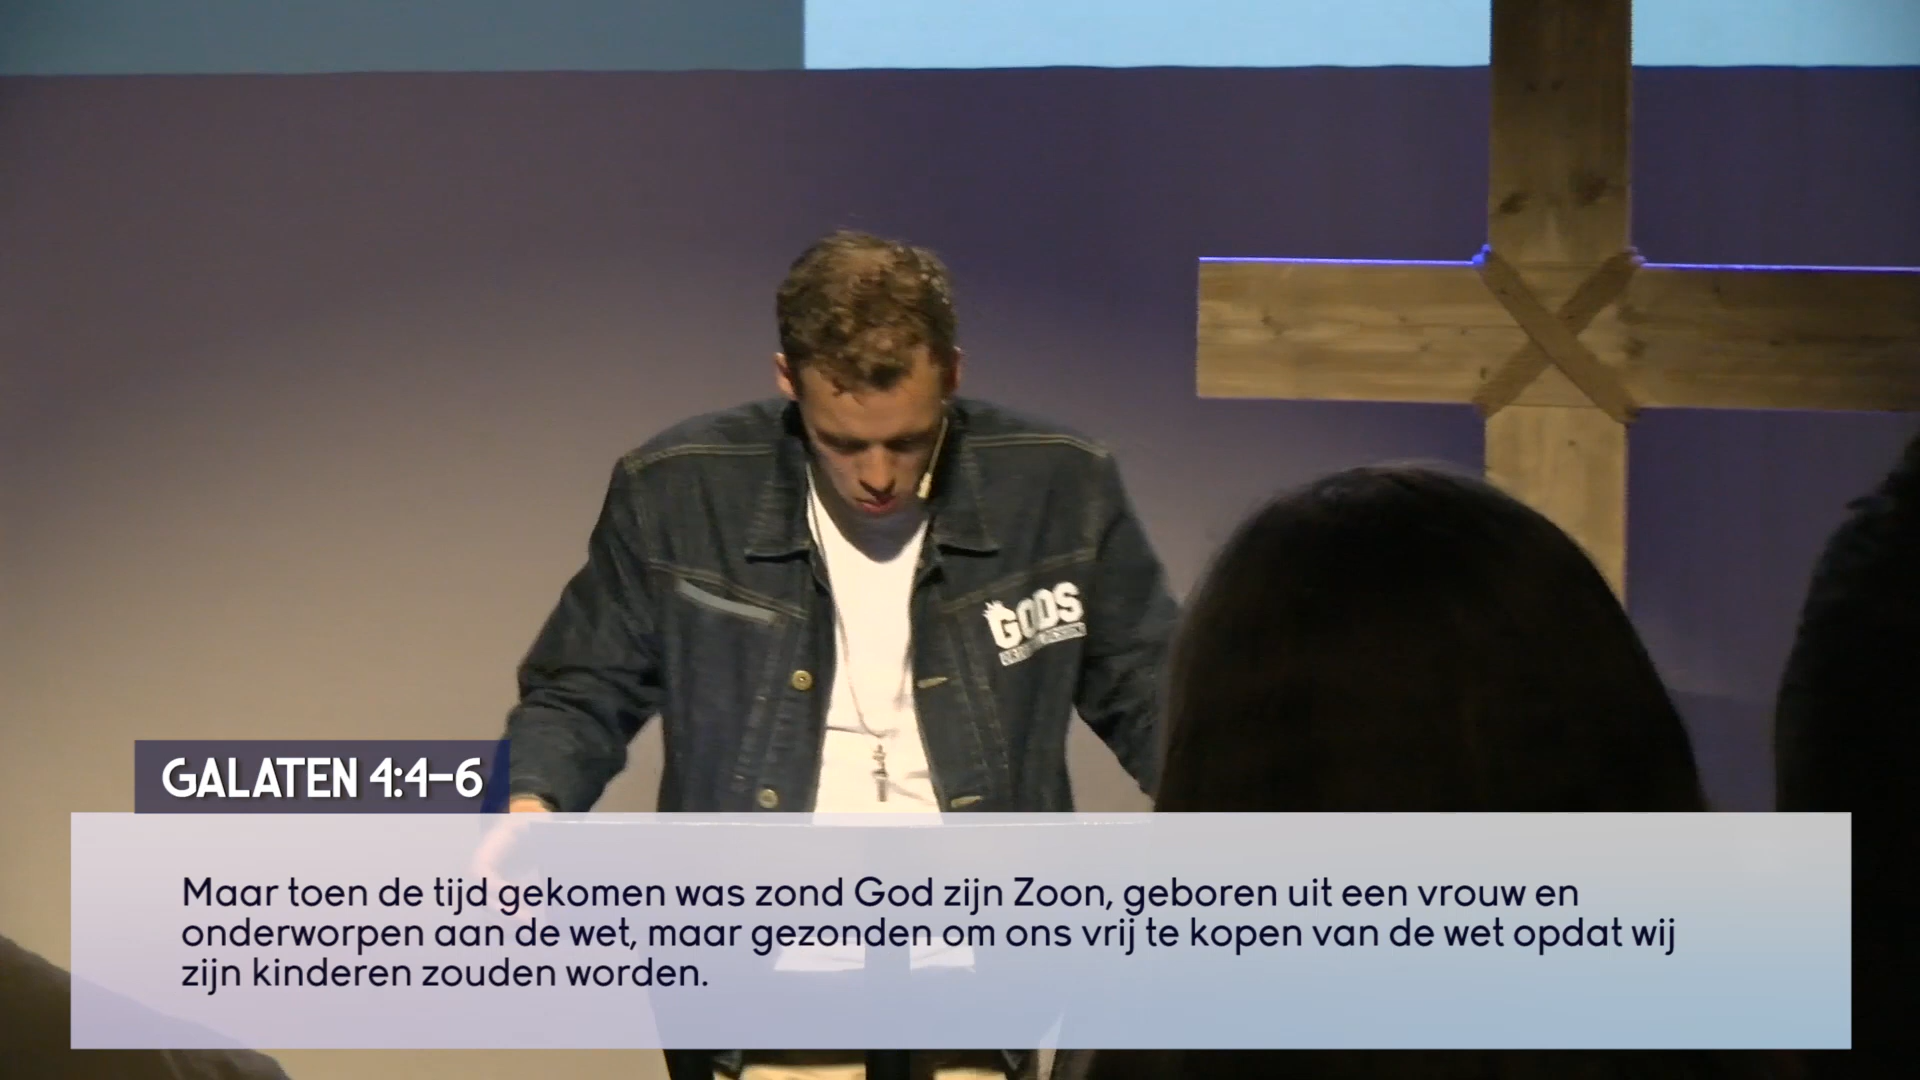 GODS
GALATEN 4:4-6
Maar toen de tijd gekomen was zond God zijn Zoon, geboren uit een vrouw en
onderworpen aan de wet, maar gezonden om ons vrij te kopen van de wet opdat wij
zijn kinderen zouden worden.